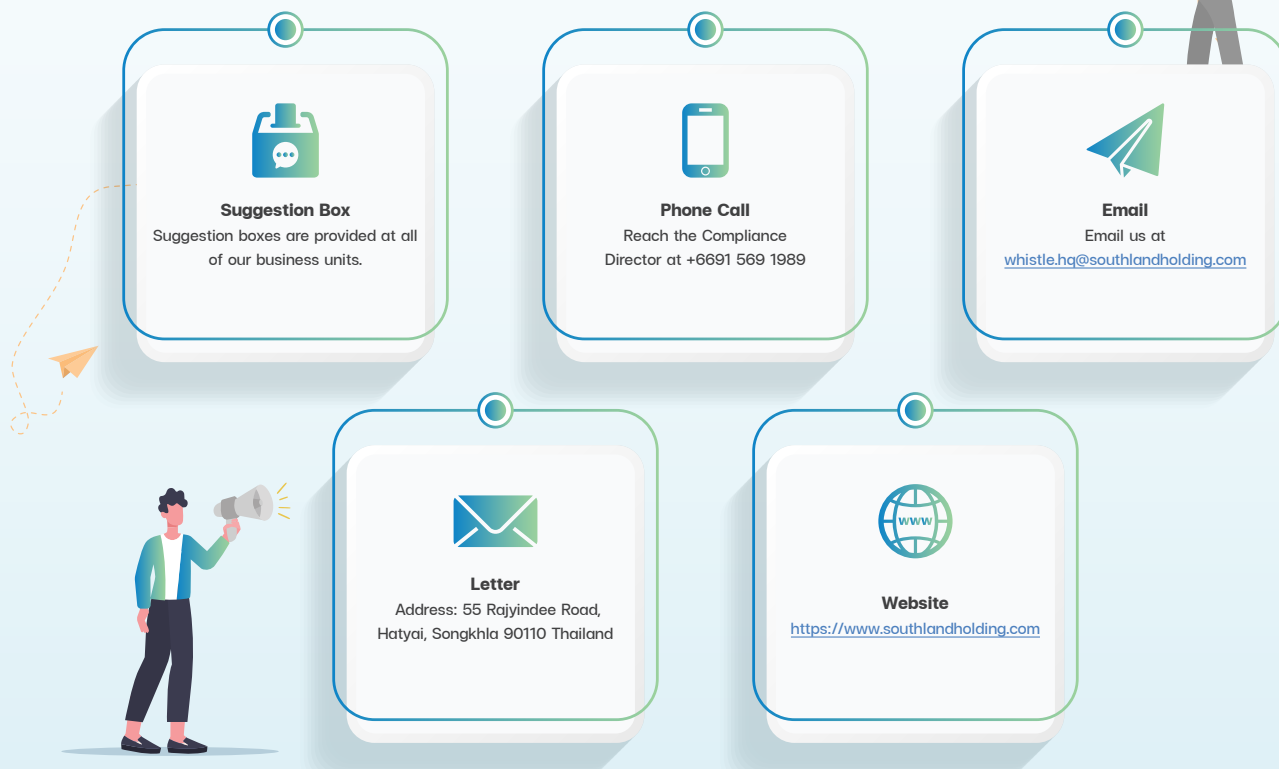 Suggestion Box
Suggestion boxes are provided at all
of our business units.
Phone Call
Reach the Compliance
Director at +6691 569 1989
Email
Email us at
whistle.hq@southlandholding.com
Letter
Address: 55 Rajyindee Road,
Hatyai, Songkhla 90110 Thailand
www
Website
https://www.southlandholding.com